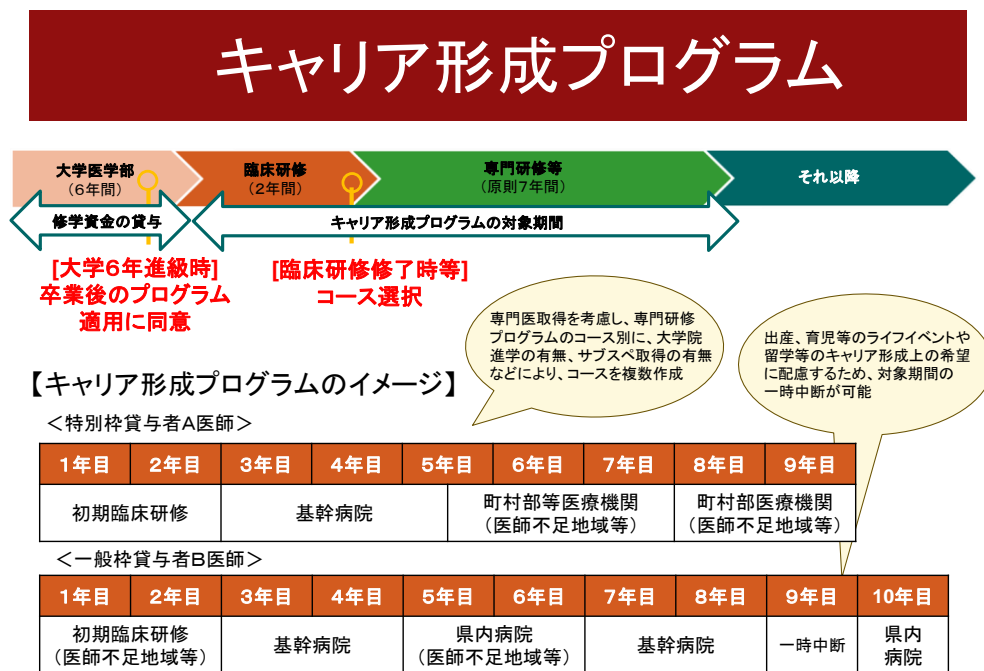 キャリア形成プログラム
大学医学部
（6年間）
臨床研修
（2年間）
専門研修等
（原則7年間）
それ以降
修学資金の貸与
キャリア形成プログラムの対象期間
[大学6年進級時]
卒業後のプログラム
適用に同意
[臨床研修修了時等]
コース選択
専門医取得を考慮し、専門研修
プログラムのコース別に、大学院
進学の有無、サブスペ取得の有無
などにより、コースを複数作成
出産、育児等のライフイベントや
留学等のキャリア形成上の希望
に配慮するため、対象期間の
一時中断が可能
【キャリア形成プログラムのイメージ】
＜特別枠貸与者A医師＞
1年目 2年目 3年目 4年目 5年目 6年目 7年目 8年目 9年目
初期臨床研修 基幹病院 町村部等医療機関 町村部医療機関
（医師不足地域等） （医師不足地域等）
＜一般枠貸与者B医師＞
1年目 2年目 3年目 4年目 5年目 6年目 7年目 8年目 9年目 10年目
初期臨床研修 基幹病院 県内病院 基幹病院 一時中断 県内
（医師不足地域等） （医師不足地域等） 病院